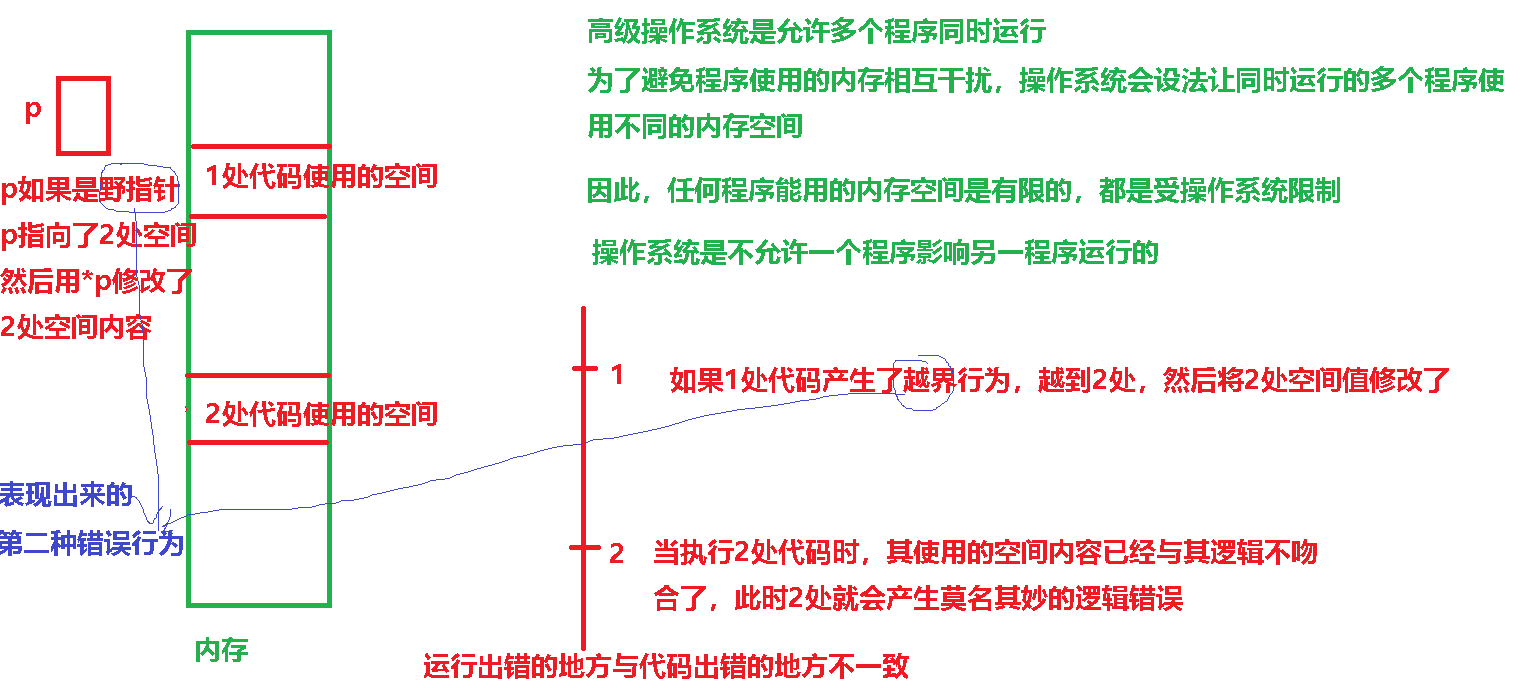 高级操作系统是允许多个程序同时运行
为了避免程序使用的内存相互干扰，操作系统会设法让同时运行的多个程序使
用不同的内存空间
因此，任何程序能用的内存空间是有限的，都是受操作系统限制
操作系统是不允许一个程序影响另一程序运行的
p
p如果是野指针
p指向了2处空间
然后用*p修改了
2处空间内容
1处代码使用的空间
2处代码使用的空间
表现出来的
第二种错误行为
内存
1 如果1处代码产生了越界行为，越到2处，然后将2处空间值修改了
2 当执行2处代码时，其使用的空间内容已经与其逻辑不吻
合了，此时2处就会产生莫名其妙的逻辑错误
运行出错的地方与代码出错的地方不一致